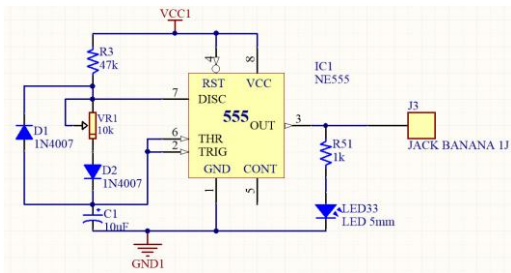 VCC1
R3
47k
4
8
IC1
NE555
RST
VCC
7
DISC
555
VR1
10k
3
OUT
J3
D1
1N4007
6
THR
2
TRIG
R51
1k
JACK BANANA 1J
D2
1N4007
GND
CONT
1
5
C1
10uF
LED33
LED 5mm
GND1